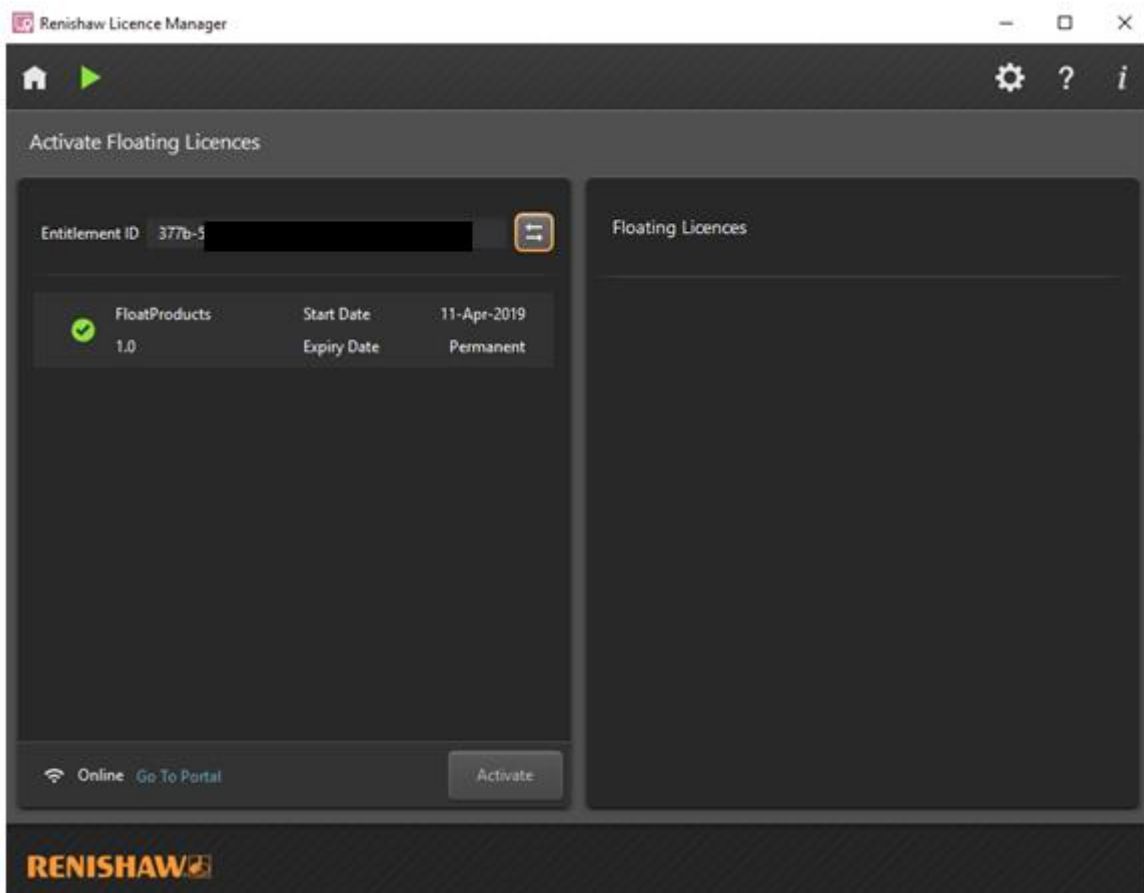 Renishaw Licence Manager
? i
Activate Floating Licences
Entitlement ID 377b-5
FloatProducts Start Date 11-Apr-2019
1.0 Expiry Date Permanent
Online Go To Portal Activate
Floating Licences
RENISHAW